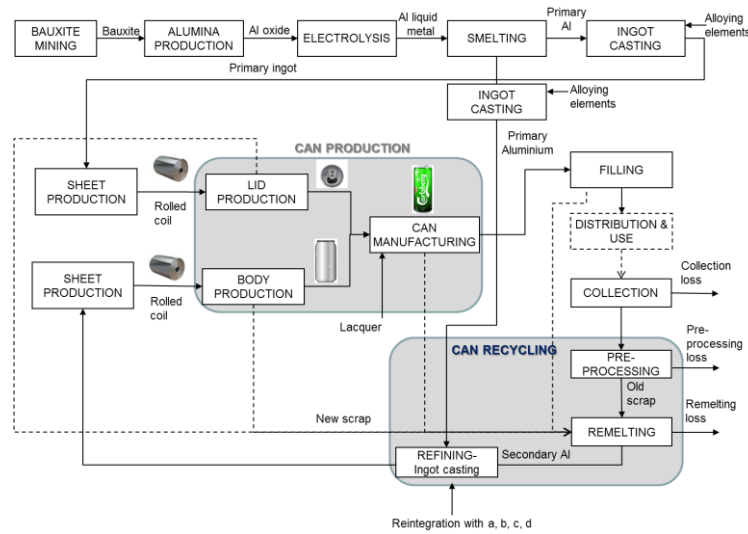 BAUXITE
MINING
Bauxite
ALUMINA
PRODUCTION
Al oxide
ELECTROLYSIS
Al liquid
metal
SMELTING
Primary
Al
INGOT
CASTING
Alloying
elements
Primary ingot
INGOT
CASTING
Alloying
elements
Primary
Aluminium
CAN PRODUCTION
SHEET
PRODUCTION
Rolled
coil
LID
PRODUCTION
Carlsberg
CAN
MANUFACTURING
FILLING
DISTRIBUTION &
USE
SHEET
PRODUCTION
Rolled
coil
BODY
PRODUCTION
Lacquer
COLLECTION
Collection
loss
CAN RECYCLING
PRE-
PROCESSING
Pre-
processing
loss
Old
scrap
New scrap
REMELTING
Remelting
loss
REFINING-
Ingot casting
Secondary Al
Reintegration with a, b, c, d